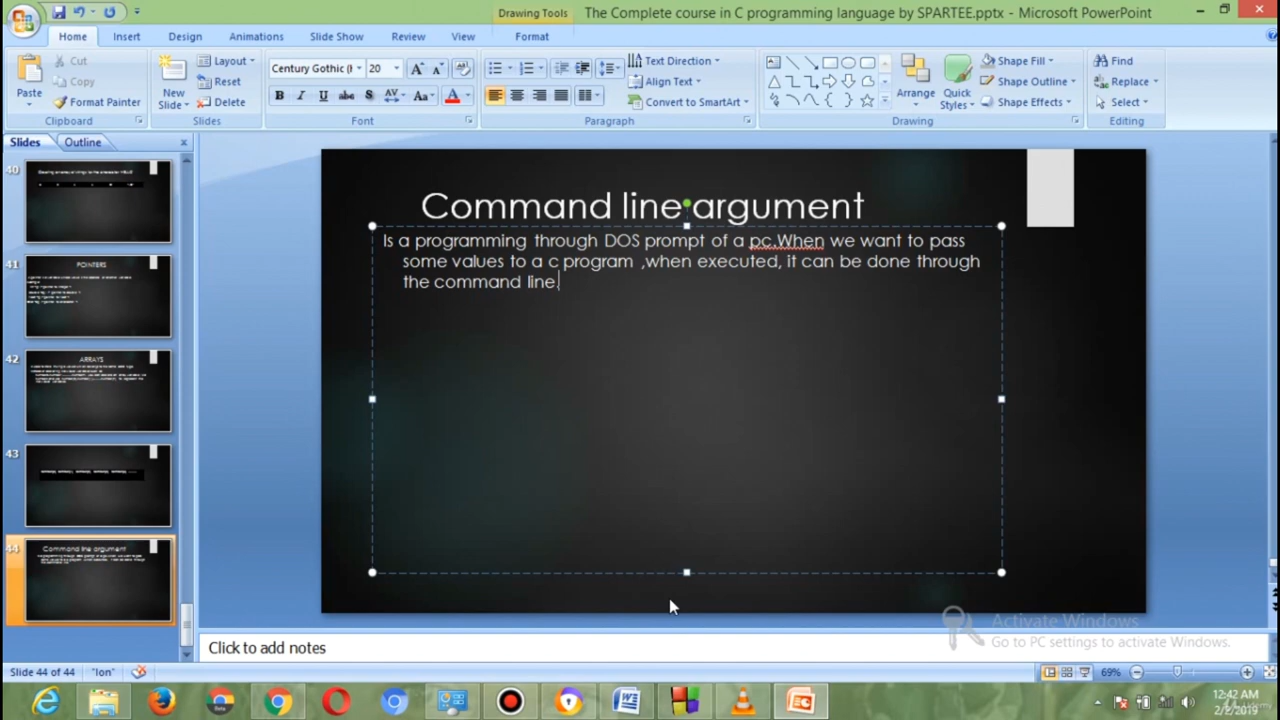 Drawing Tools
The Complete course in C programming language by SPARTEE.pptx - Microsoft PowerPoint
Home Insert Design Animations Slide Show Review View Format
Paste
Cut
Copy
Format Painter
Clipboard
New Slide
Layout
Reset
Delete
Slides
Century Gothic (I 20
B I U abc S AV Aa A
Font
Text Direction
Align Text
Convert to SmartArt
Paragraph
Arrange
Quick Styles
Shape Fill
Shape Outline
Shape Effects
Drawing
Find
Replace
Select
Editing
Slides Outline
40
41
POINTERS
42
ARRAYS
43
44
Command line argument
Command line argument
Is a programming through DOS prompt of a pc.When we want to pass
some values to a c program ,when executed, it can be done through
the command line.
Activate Windows
Go to PC settings to activate Windows.
Click to add notes
Slide 44 of 44 "Ion" 69%
12:42 AM
2/2/2019